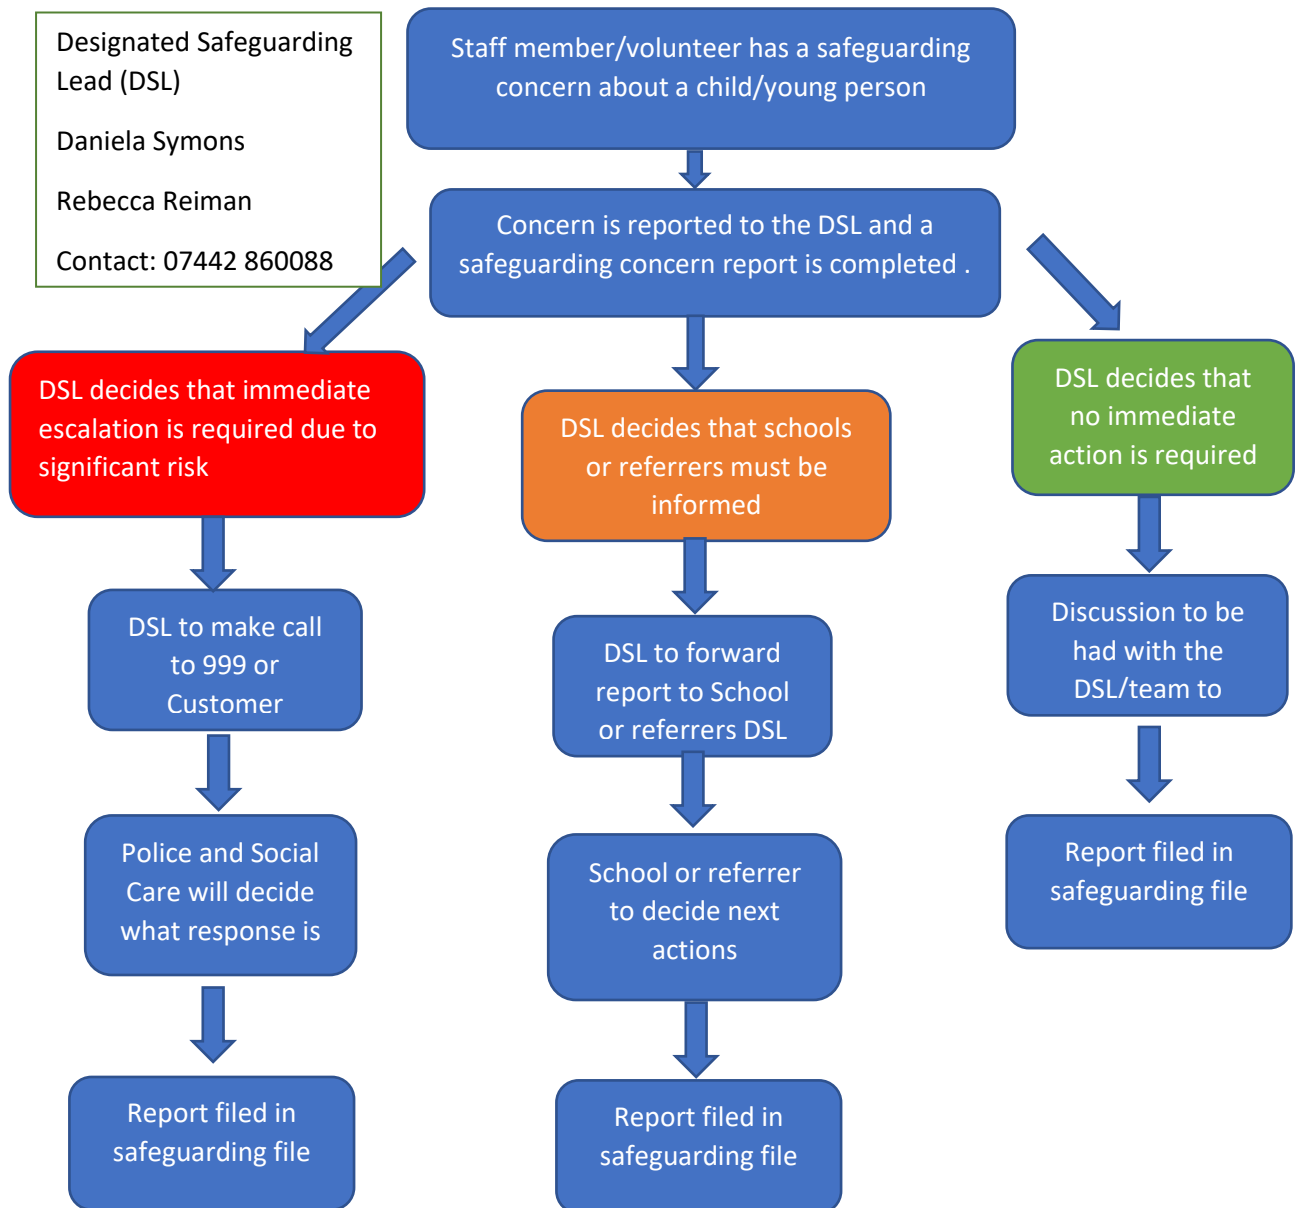 Designated Safeguarding
Lead (DSL)
Daniela Symons
Rebecca Reiman
Contact: 07442 860088
Staff member/volunteer has a safeguarding
concern about a child/young person
Concern is reported to the DSL and a
safeguarding concern report is completed .
DSL decides that immediate
escalation is required due to
significant risk
DSL to make call
to 999 or
Customer
Police and Social
Care will decide
what response is
Report filed in
safeguarding file
DSL decides that schools
or referrers must be
informed
DSL to forward
report to School
or referrers DSL
School or referrer
to decide next
actions
Report filed in
safeguarding file
DSL decides that
no immediate
action is required
Discussion to be
had with the
DSL/team to
Report filed in
safeguarding file